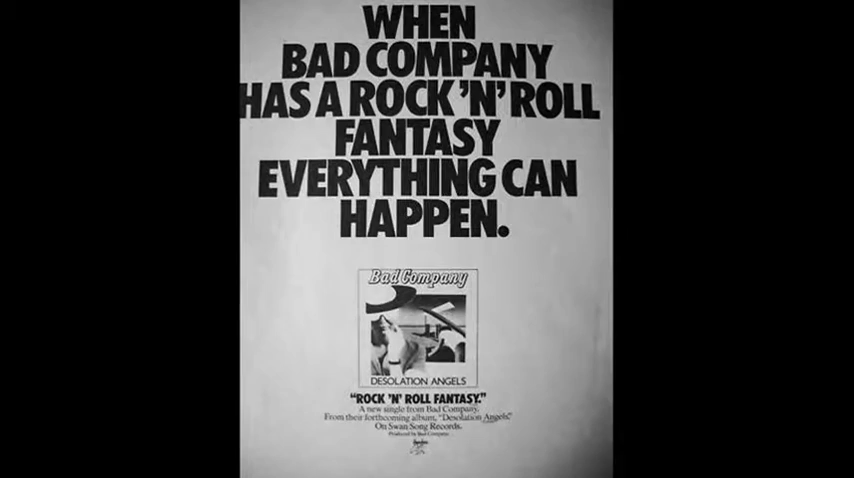 WHEN
BAD COMPANY
HAS A ROCK 'N' ROLL
FANTASY
EVERYTHING CAN
HAPPEN.
Bad Company
DESOLATION ANGELS
"ROCK 'N' ROLL FANTASY."
A new single from Bad Company.
From their forthcoming album, "Desolation Angels."
On Swan Song Records.
Produced by Bad Company.